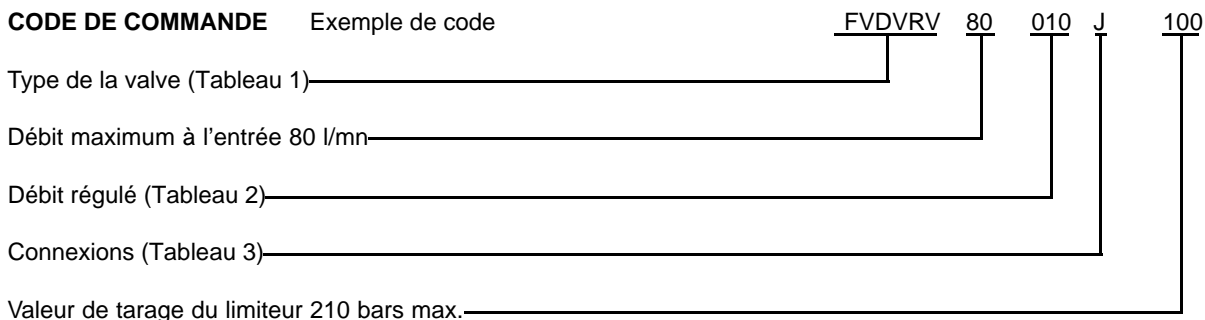 CODE DE COMMANDE Exemple de code FVDVRV 80 010 J 100
Type de la valve (Tableau 1)
Débit maximum à l'entrée 80 l/mn
Débit régulé (Tableau 2)
Connexions (Tableau 3)
Valeur de tarage du limiteur 210 bars max.